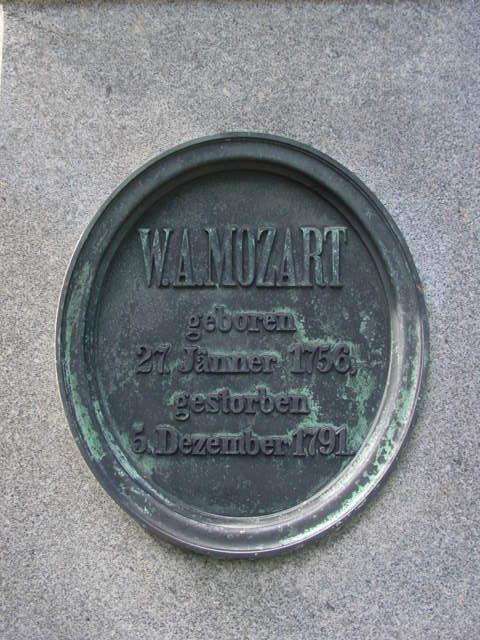 W.A.MOZART
geboren
27 Jänner 1756,
gestorben
5. Dezember 1791.